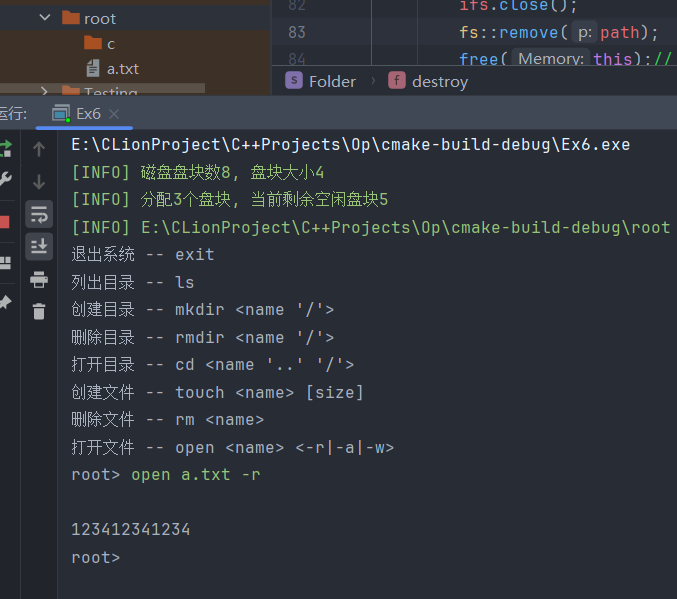 root
c
a.txt
Testing
82 ifs.close();
83 fs::remove( p: path);
84 free( Memory: this);//
S Folder > f destroy
运行: Ex6 ×
E:\CLionProject\C++Projects\Op\cmake-build-debug\Ex6.exe
[INFO] 磁盘盘块数8, 盘块大小4
[INFO] 分配3个盘块, 当前剩余空闲盘块5
[INFO] E:\CLionProject\C++Projects\Op\cmake-build-debug\root
退出系统 -- exit
列出目录 -- ls
创建目录 -- mkdir <name '/'>
删除目录 -- rmdir <name '/'>
打开目录 -- cd <name '..' '/'>
创建文件 -- touch <name> [size]
删除文件 -- rm <name>
打开文件 -- open <name> <-r|-a|-w>
root> open a.txt -r
123412341234
root>